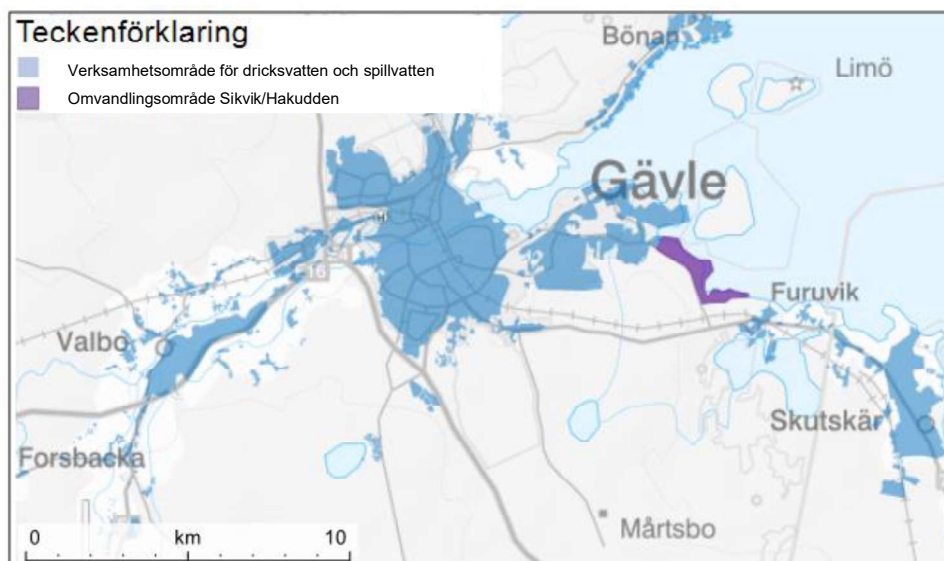 Teckenförklaring
Verksamhetsområde för dricksvatten och spillvatten
Omvandlingsområde Sikvik/Hakudden
Bönan
Limö
Gävle
H
16
Furuvik
Valbo
Skutskär
Forsbacka
Mårtsbo
0 km 10